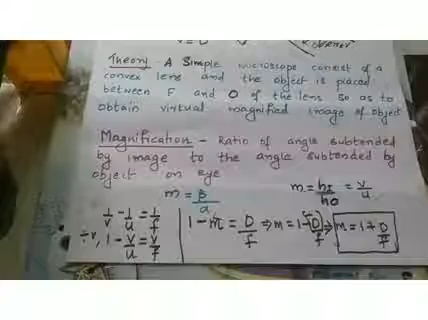 observer
Theory - A Simple microscope consist of a
convex lens and the object is placed
between F and O of the lens so as to
obtain virtual magnified image of object
Magnification - Ratio of angle subtended
by image to the angle subtended by
object on eye
m = β/α
m = hI/ho = v/u
1/v - 1/u = 1/f
÷v, 1 - v/u = v/f
1 - m = D/f ⇒ m = 1 - D/f ⇒ m = 1 + D/f